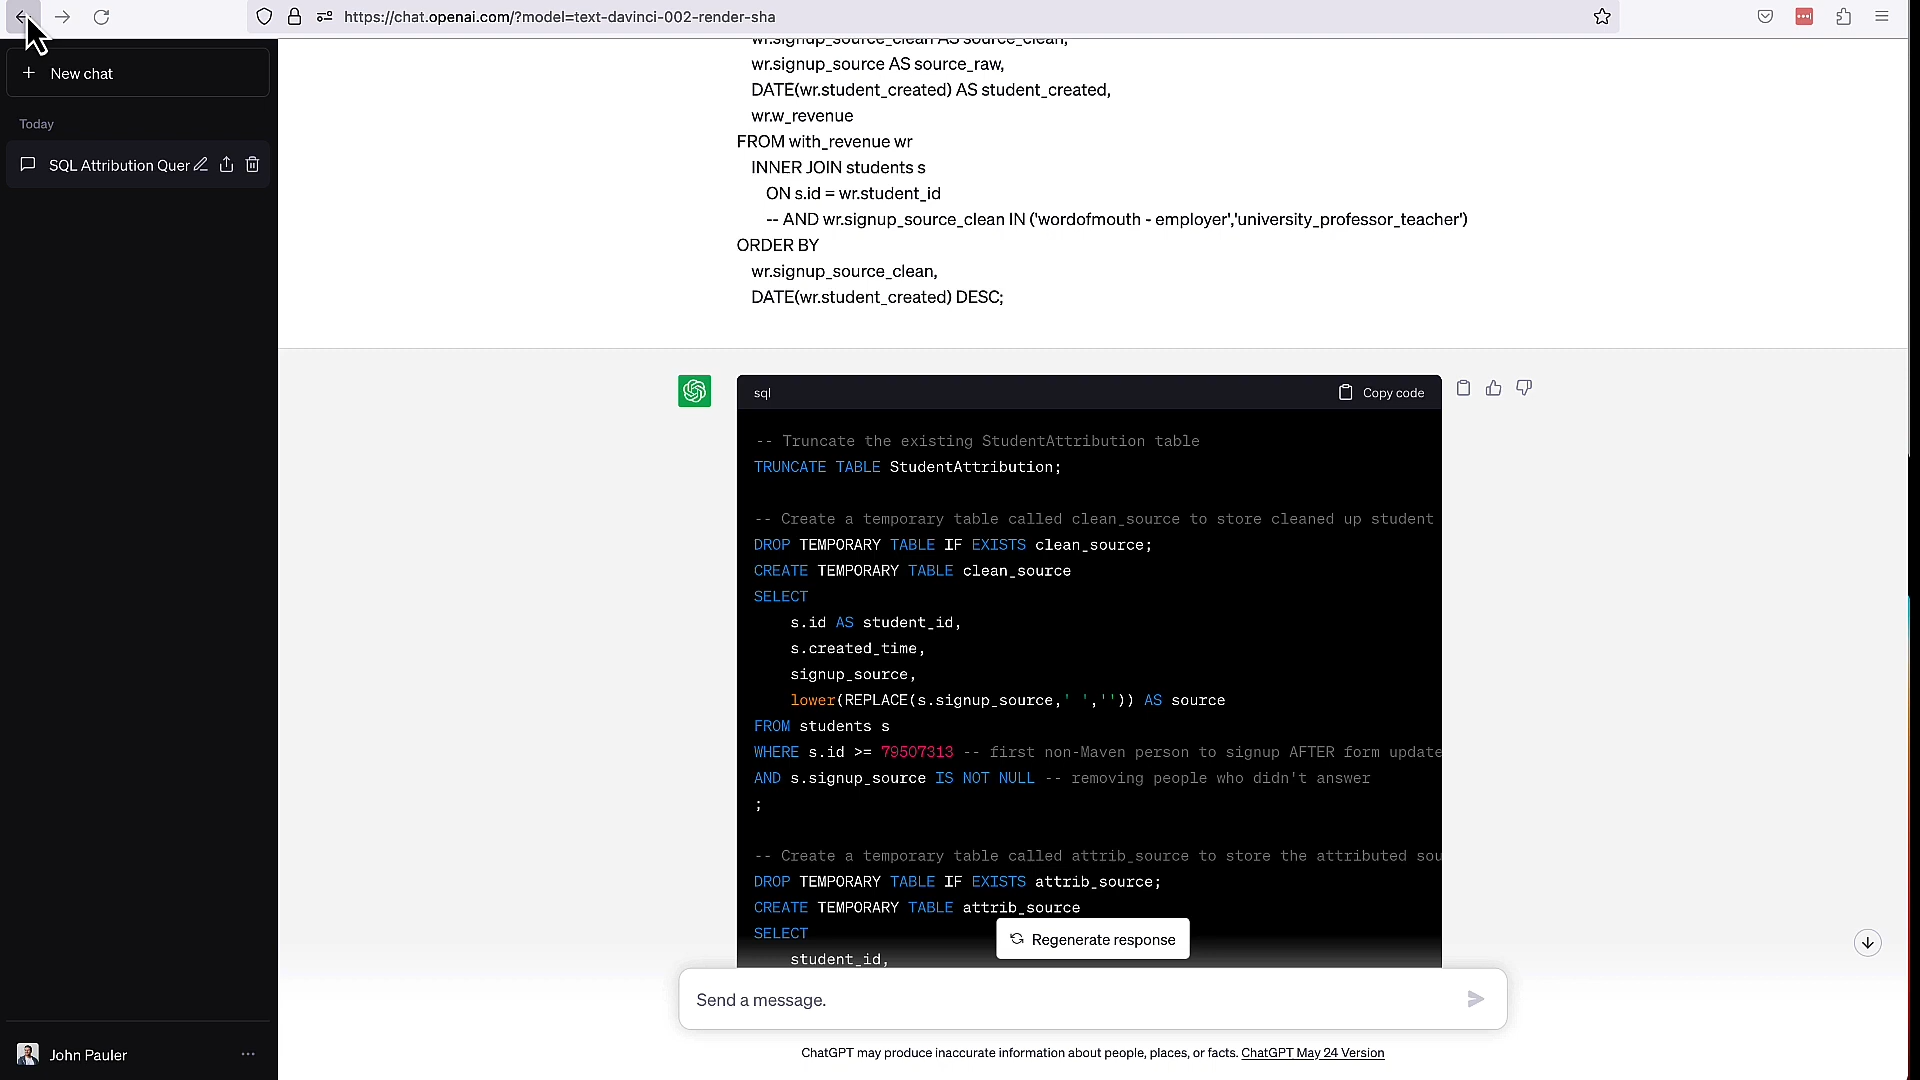 https://chat.openai.com/?model=text-davinci-002-render-sha
New chat
Today
SQL Attribution Quer
wr.signup_source_clean AS source_clean,
wr.signup_source AS source_raw,
DATE(wr.student_created) AS student_created,
wr.w_revenue
FROM with_revenue wr
INNER JOIN students s
ON s.id = wr.student_id
-- AND wr.signup_source_clean IN ('wordofmouth - employer','university_professor_teacher')
ORDER BY
wr.signup_source_clean,
DATE(wr.student_created) DESC;
sql
Copy code
-- Truncate the existing StudentAttribution table
TRUNCATE TABLE StudentAttribution;
-- Create a temporary table called clean_source to store cleaned up student
DROP TEMPORARY TABLE IF EXISTS clean_source;
CREATE TEMPORARY TABLE clean_source
SELECT
s.id AS student_id,
s.created_time,
signup_source,
lower(REPLACE(s.signup_source,' ','')) AS source
FROM students s
WHERE s.id >= 79507313 -- first non-Maven person to signup AFTER form update
AND s.signup_source IS NOT NULL -- removing people who didn't answer
;
-- Create a temporary table called attrib_source to store the attributed sou
DROP TEMPORARY TABLE IF EXISTS attrib_source;
CREATE TEMPORARY TABLE attrib_source
SELECT
student_id,
Regenerate response
Send a message.
John Pauler
ChatGPT may produce inaccurate information about people, places, or facts. ChatGPT May 24 Version